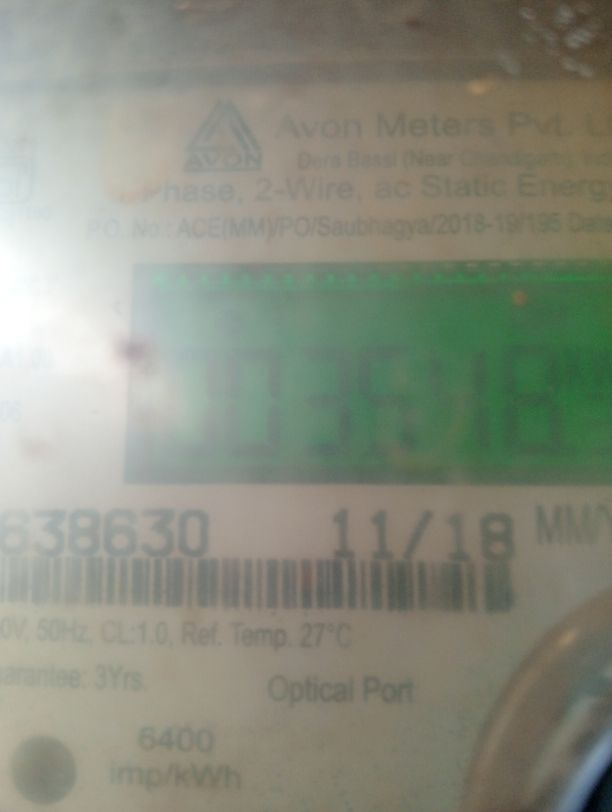 Avon Meters Pvt.
AVON
Dera Bassi (Near Chandigarh)
Phase, 2-Wire, ac Static Energ
P.O. No.: ACE(MM)/PO/Saubhagya/2018-19/195 Date
638630 11/18 MM/
0V, 50Hz, CL:1.0, Ref. Temp. 27°C
arantee: 3Yrs.
Optical Port
6400
imp/kWh